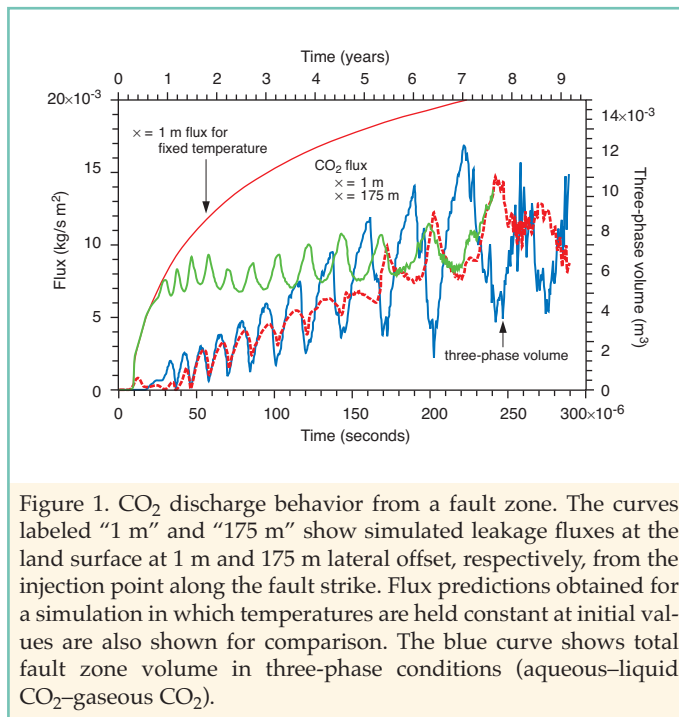 Time (years)
0 1 2 3 4 5 6 7 8 9
20×10⁻³
15
10
5
0
Flux (kg/s m²)
× = 1 m flux for
fixed temperature
CO₂ flux
× = 1 m
× = 175 m
three-phase volume
14×10⁻³
12
10
8
6
4
2
0
Three-phase volume (m³)
0 50 100 150 200 250 300×10⁻⁶
Time (seconds)
Figure 1. CO₂ discharge behavior from a fault zone. The curves
labeled “1 m” and “175 m” show simulated leakage fluxes at the
land surface at 1 m and 175 m lateral offset, respectively, from the
injection point along the fault strike. Flux predictions obtained for
a simulation in which temperatures are held constant at initial val-
ues are also shown for comparison. The blue curve shows total
fault zone volume in three-phase conditions (aqueous–liquid
CO₂–gaseous CO₂).